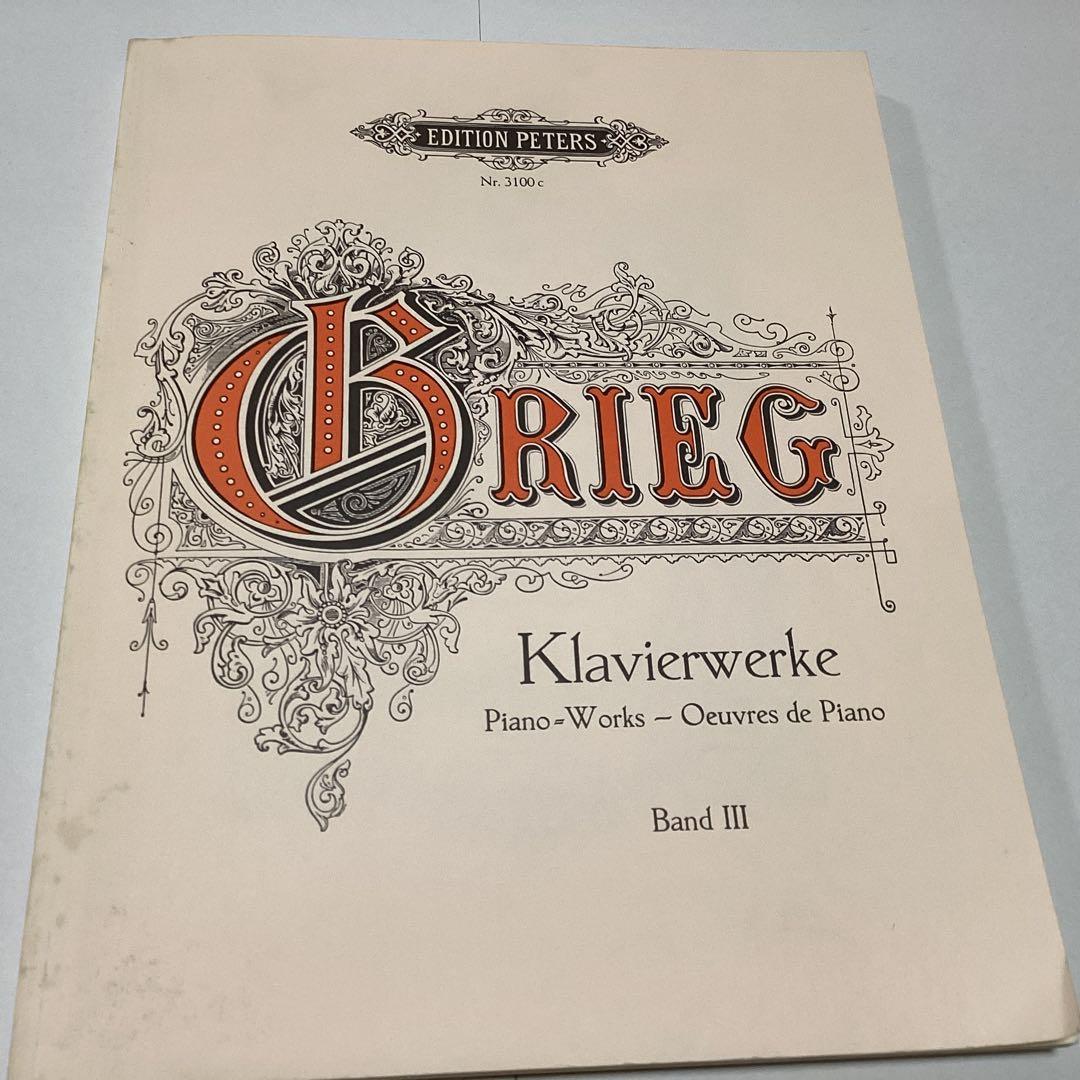 EDITION PETERS
Nr. 3100 c
GRIEG
Klavierwerke
Piano=Works – Oeuvres de Piano
Band III